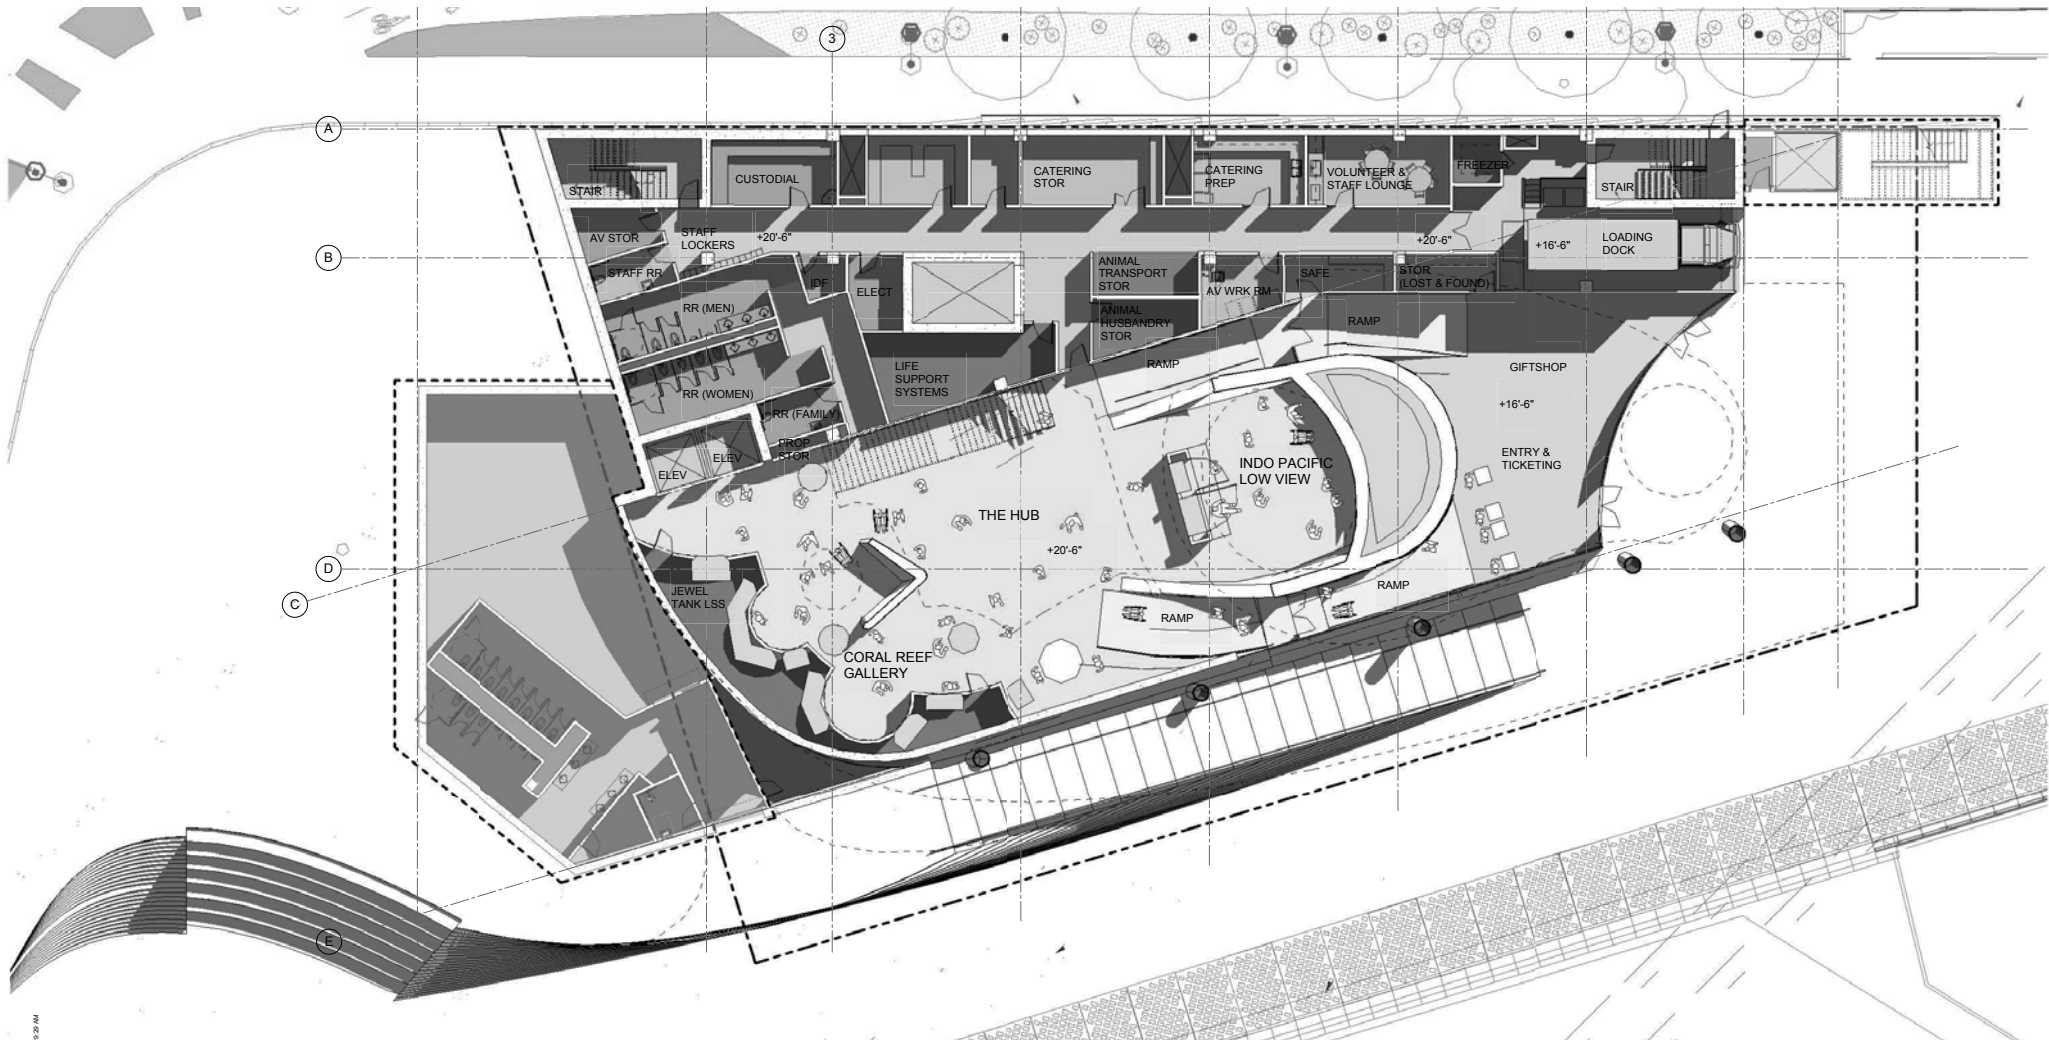 3
A
CUSTODIAL
CATERING
STOR
CATERING
PREP
VOLUNTEER &
STAFF LOUNGE
FREEZER
STAIR
STAIR
AV STOR
STAFF
LOCKERS
+20'-6"
+20'-6"
+16'-6"
LOADING
DOCK
B
STAFF RR
IDF
ELECT
ANIMAL
TRANSPORT
STOR
AV WRK RM
SAFE
STOR
(LOST & FOUND)
RR (MEN)
ANIMAL
HUSBANDRY
STOR
RAMP
RAMP
GIFTSHOP
LIFE
SUPPORT
SYSTEMS
RR (WOMEN)
+16'-6"
RR (FAMILY)
PROP
STOR
ELEV
ELEV
INDO PACIFIC
LOW VIEW
ENTRY &
TICKETING
THE HUB
+20'-6"
D
C
JEWEL
TANK LSS
RAMP
RAMP
CORAL REEF
GALLERY
E
9:29 AM